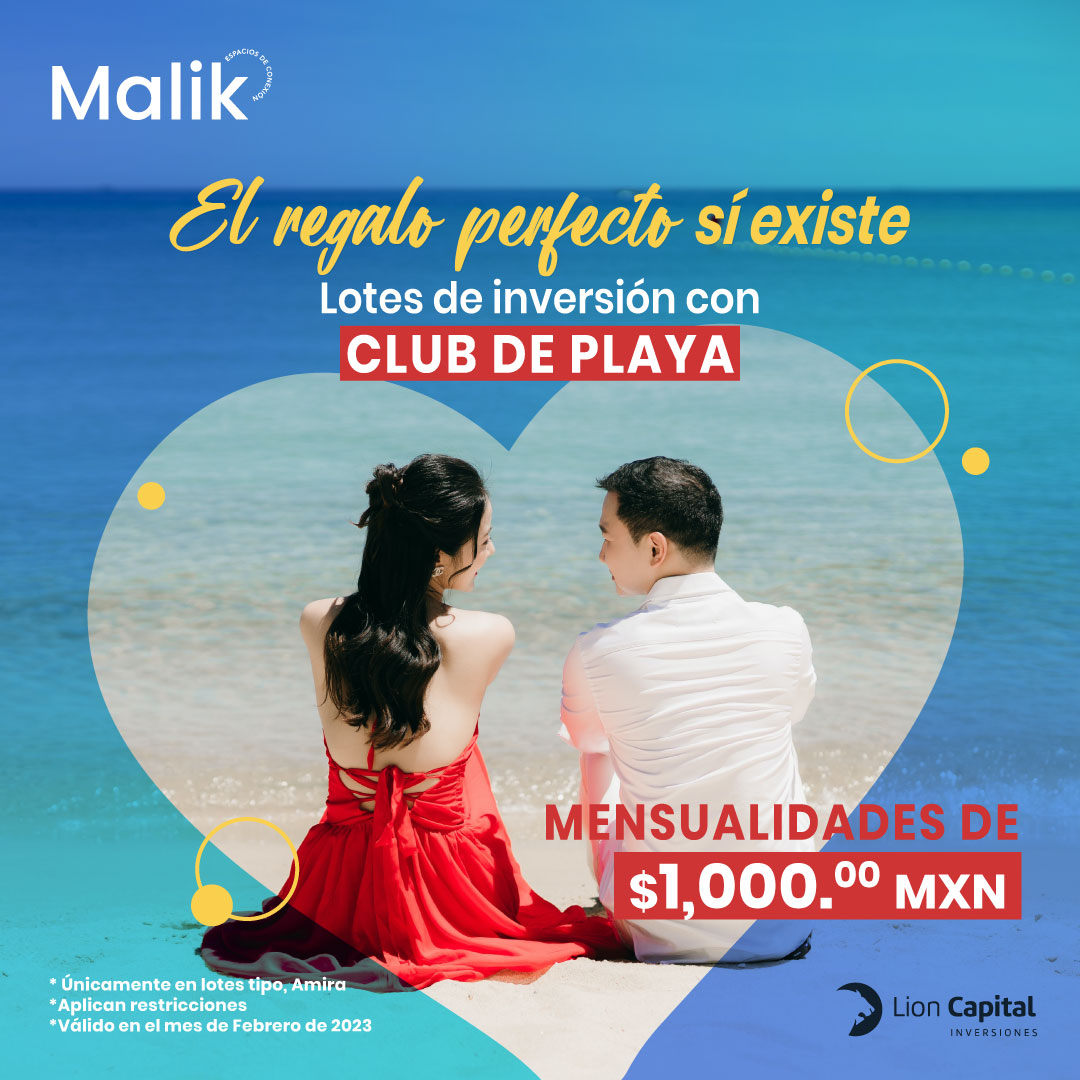 Malik
ESPACIOS DE CONEXIÓN
El regalo perfecto sí existe
Lotes de inversión con
CLUB DE PLAYA
MENSUALIDADES DE
$1,000.00 MXN
* Únicamente en lotes tipo, Amira
*Aplican restricciones
*Válido en el mes de Febrero de 2023
Lion Capital
INVERSIONES